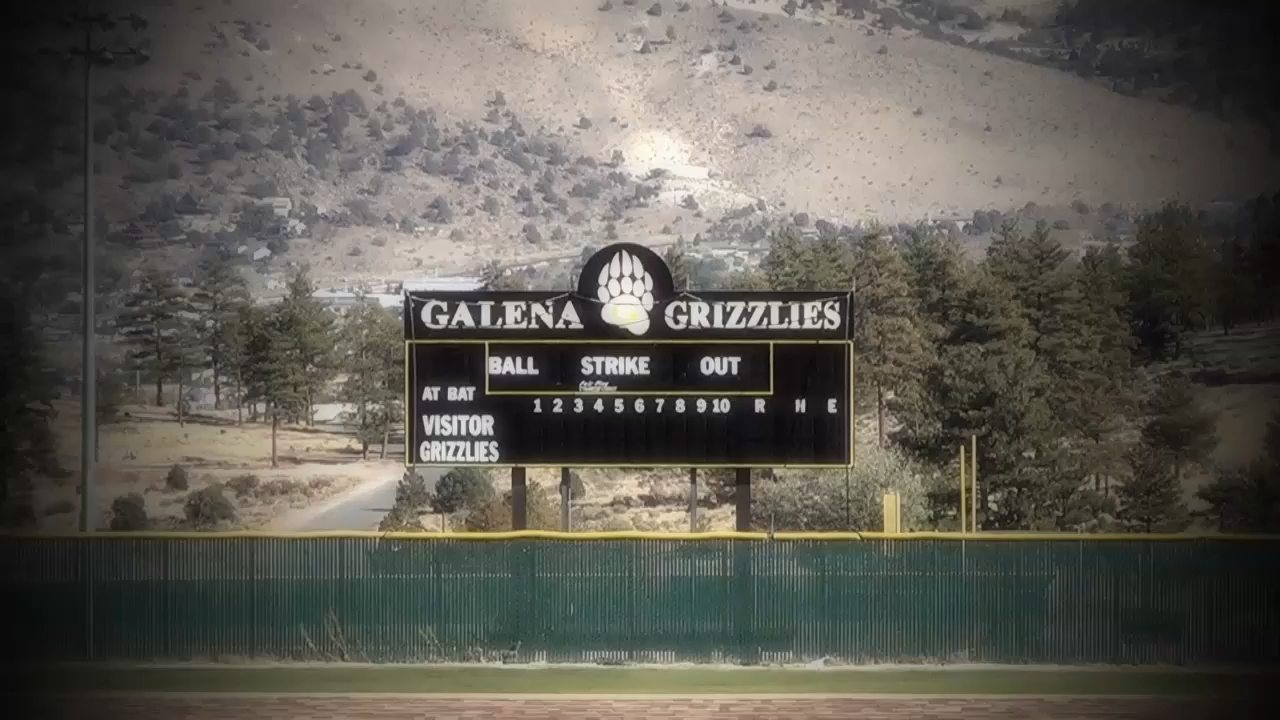 GALENA GRIZZLIES
BALL STRIKE OUT
AT BAT
1 2 3 4 5 6 7 8 9 10 R H E
VISITOR
GRIZZLIES